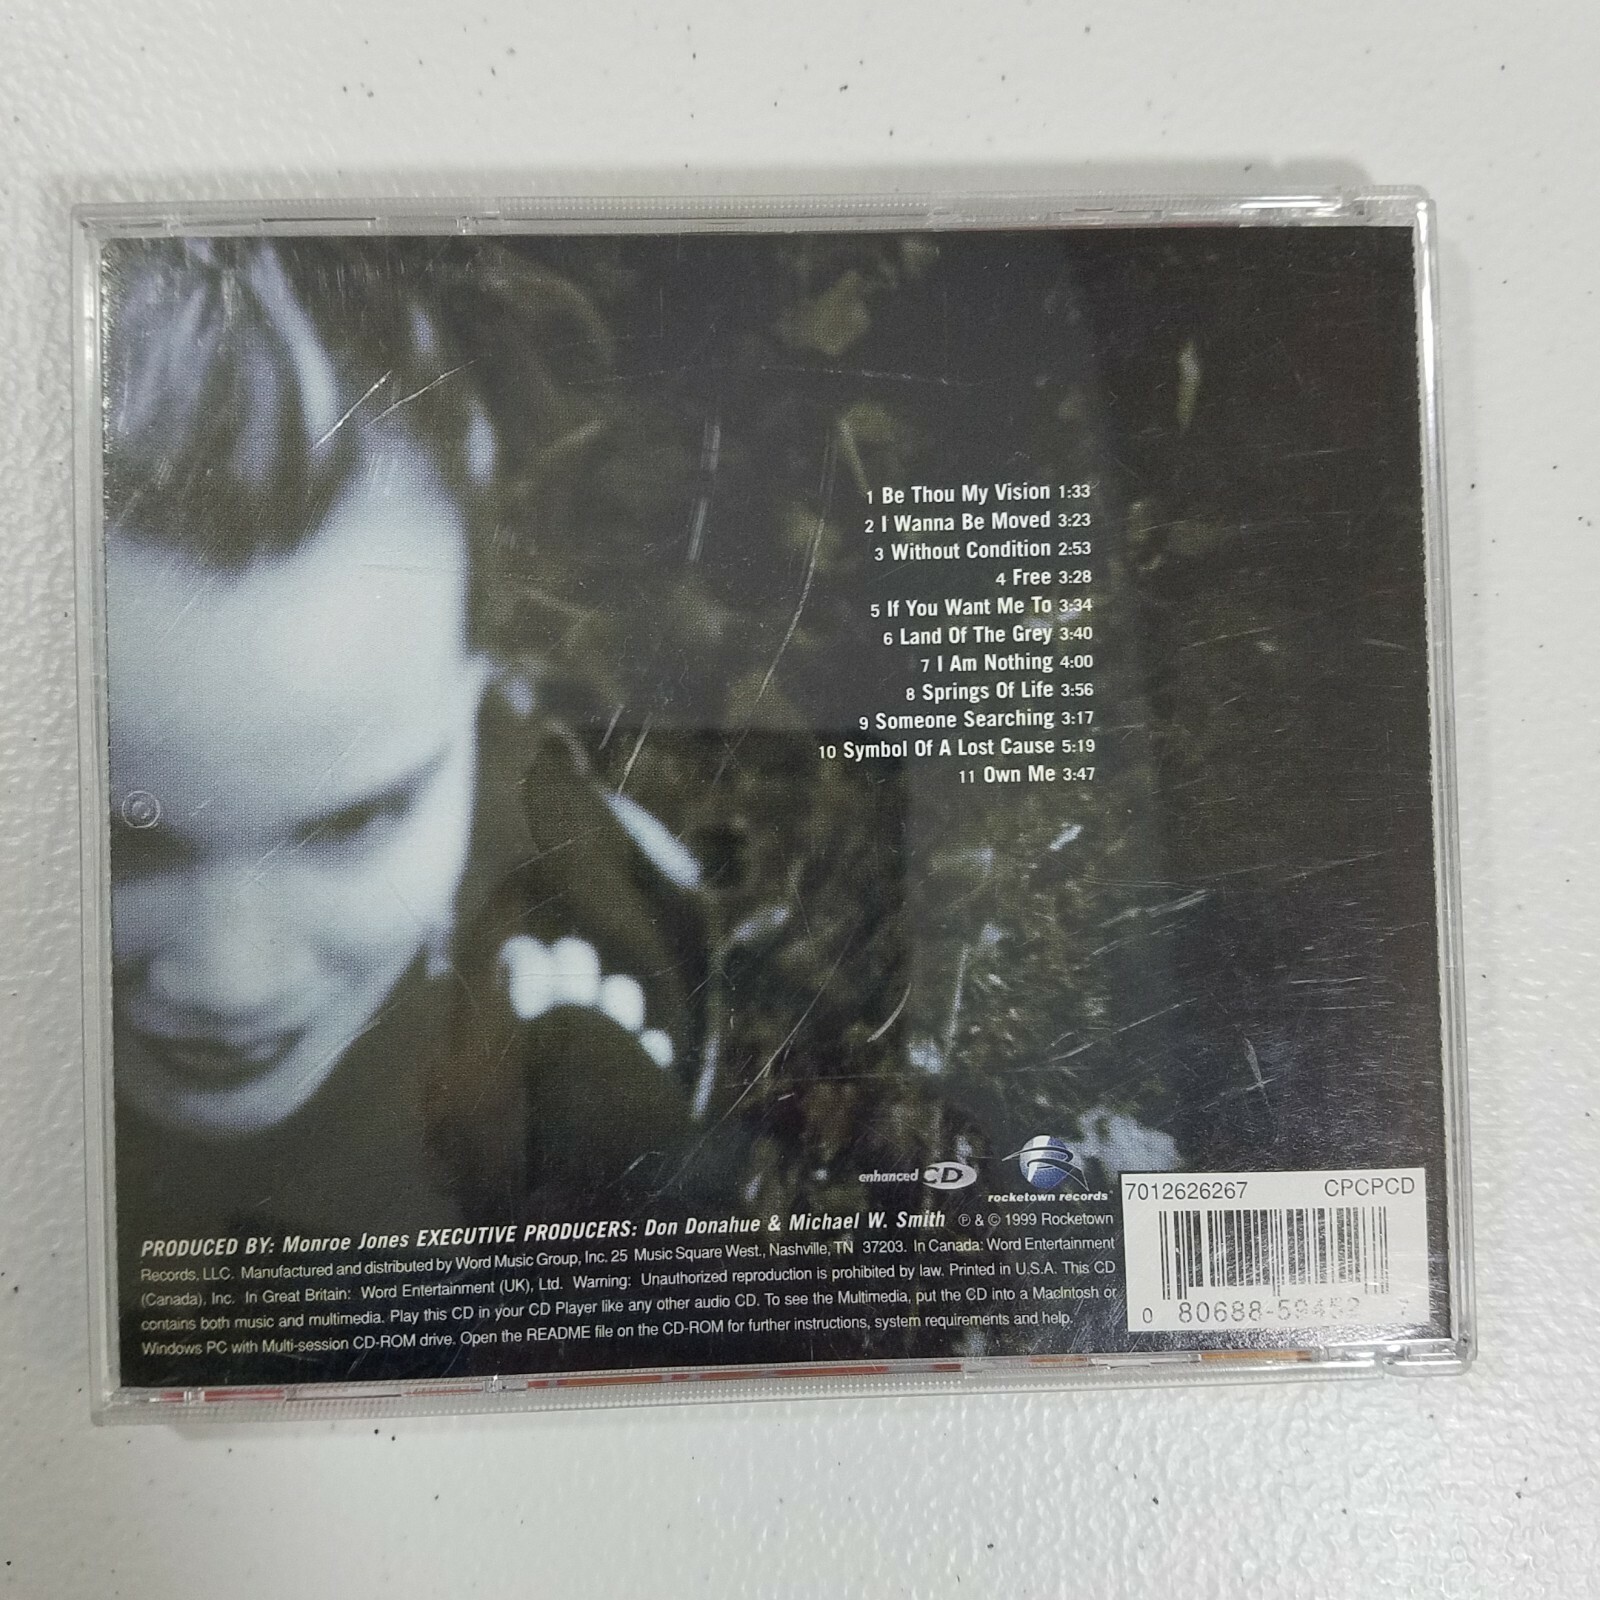 1 Be Thou My Vision 1:33
2 I Wanna Be Moved 3:23
3 Without Condition 2:53
4 Free 3:28
5 If You Want Me To 3:34
6 Land Of The Grey 3:40
7 I Am Nothing 4:00
8 Springs Of Life 3:56
9 Someone Searching 3:17
10 Symbol Of A Lost Cause 5:19
11 Own Me 3:47
enhanced CD
rocketown records
PRODUCED BY: Monroe Jones EXECUTIVE PRODUCERS: Don Donahue & Michael W. Smith ℗ & © 1999 Rocketown
Records, LLC. Manufactured and distributed by Word Music Group, Inc. 25 Music Square West., Nashville, TN 37203. In Canada: Word Entertainment
(Canada), Inc. In Great Britain: Word Entertainment (UK), Ltd. Warning: Unauthorized reproduction is prohibited by law. Printed in U.S.A. This CD
contains both music and multimedia. Play this CD in your CD Player like any other audio CD. To see the Multimedia, put the CD into a MacIntosh or
Windows PC with Multi-session CD-ROM drive. Open the README file on the CD-ROM for further instructions, system requirements and help.
7012626267 CPCPCD
0 80688-59452 7